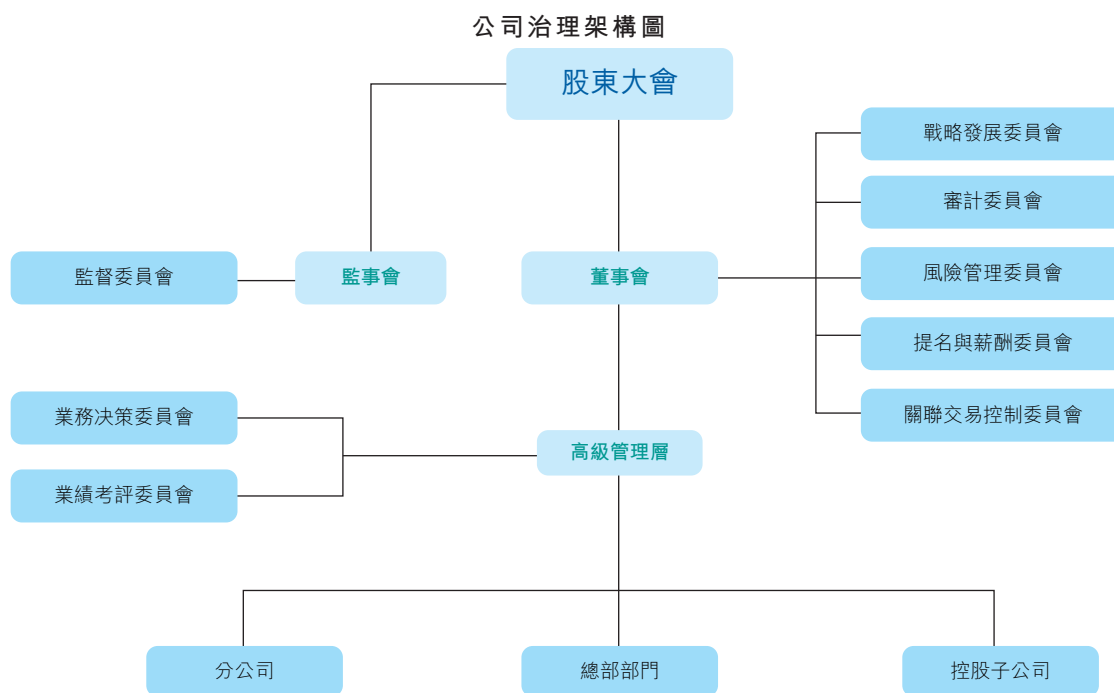 公司治理架構圖
股東大會
戰略發展委員會
審計委員會
監督委員會
監事會
董事會
風險管理委員會
提名與薪酬委員會
業務決策委員會
關聯交易控制委員會
高級管理層
業績考評委員會
分公司
總部部門
控股子公司